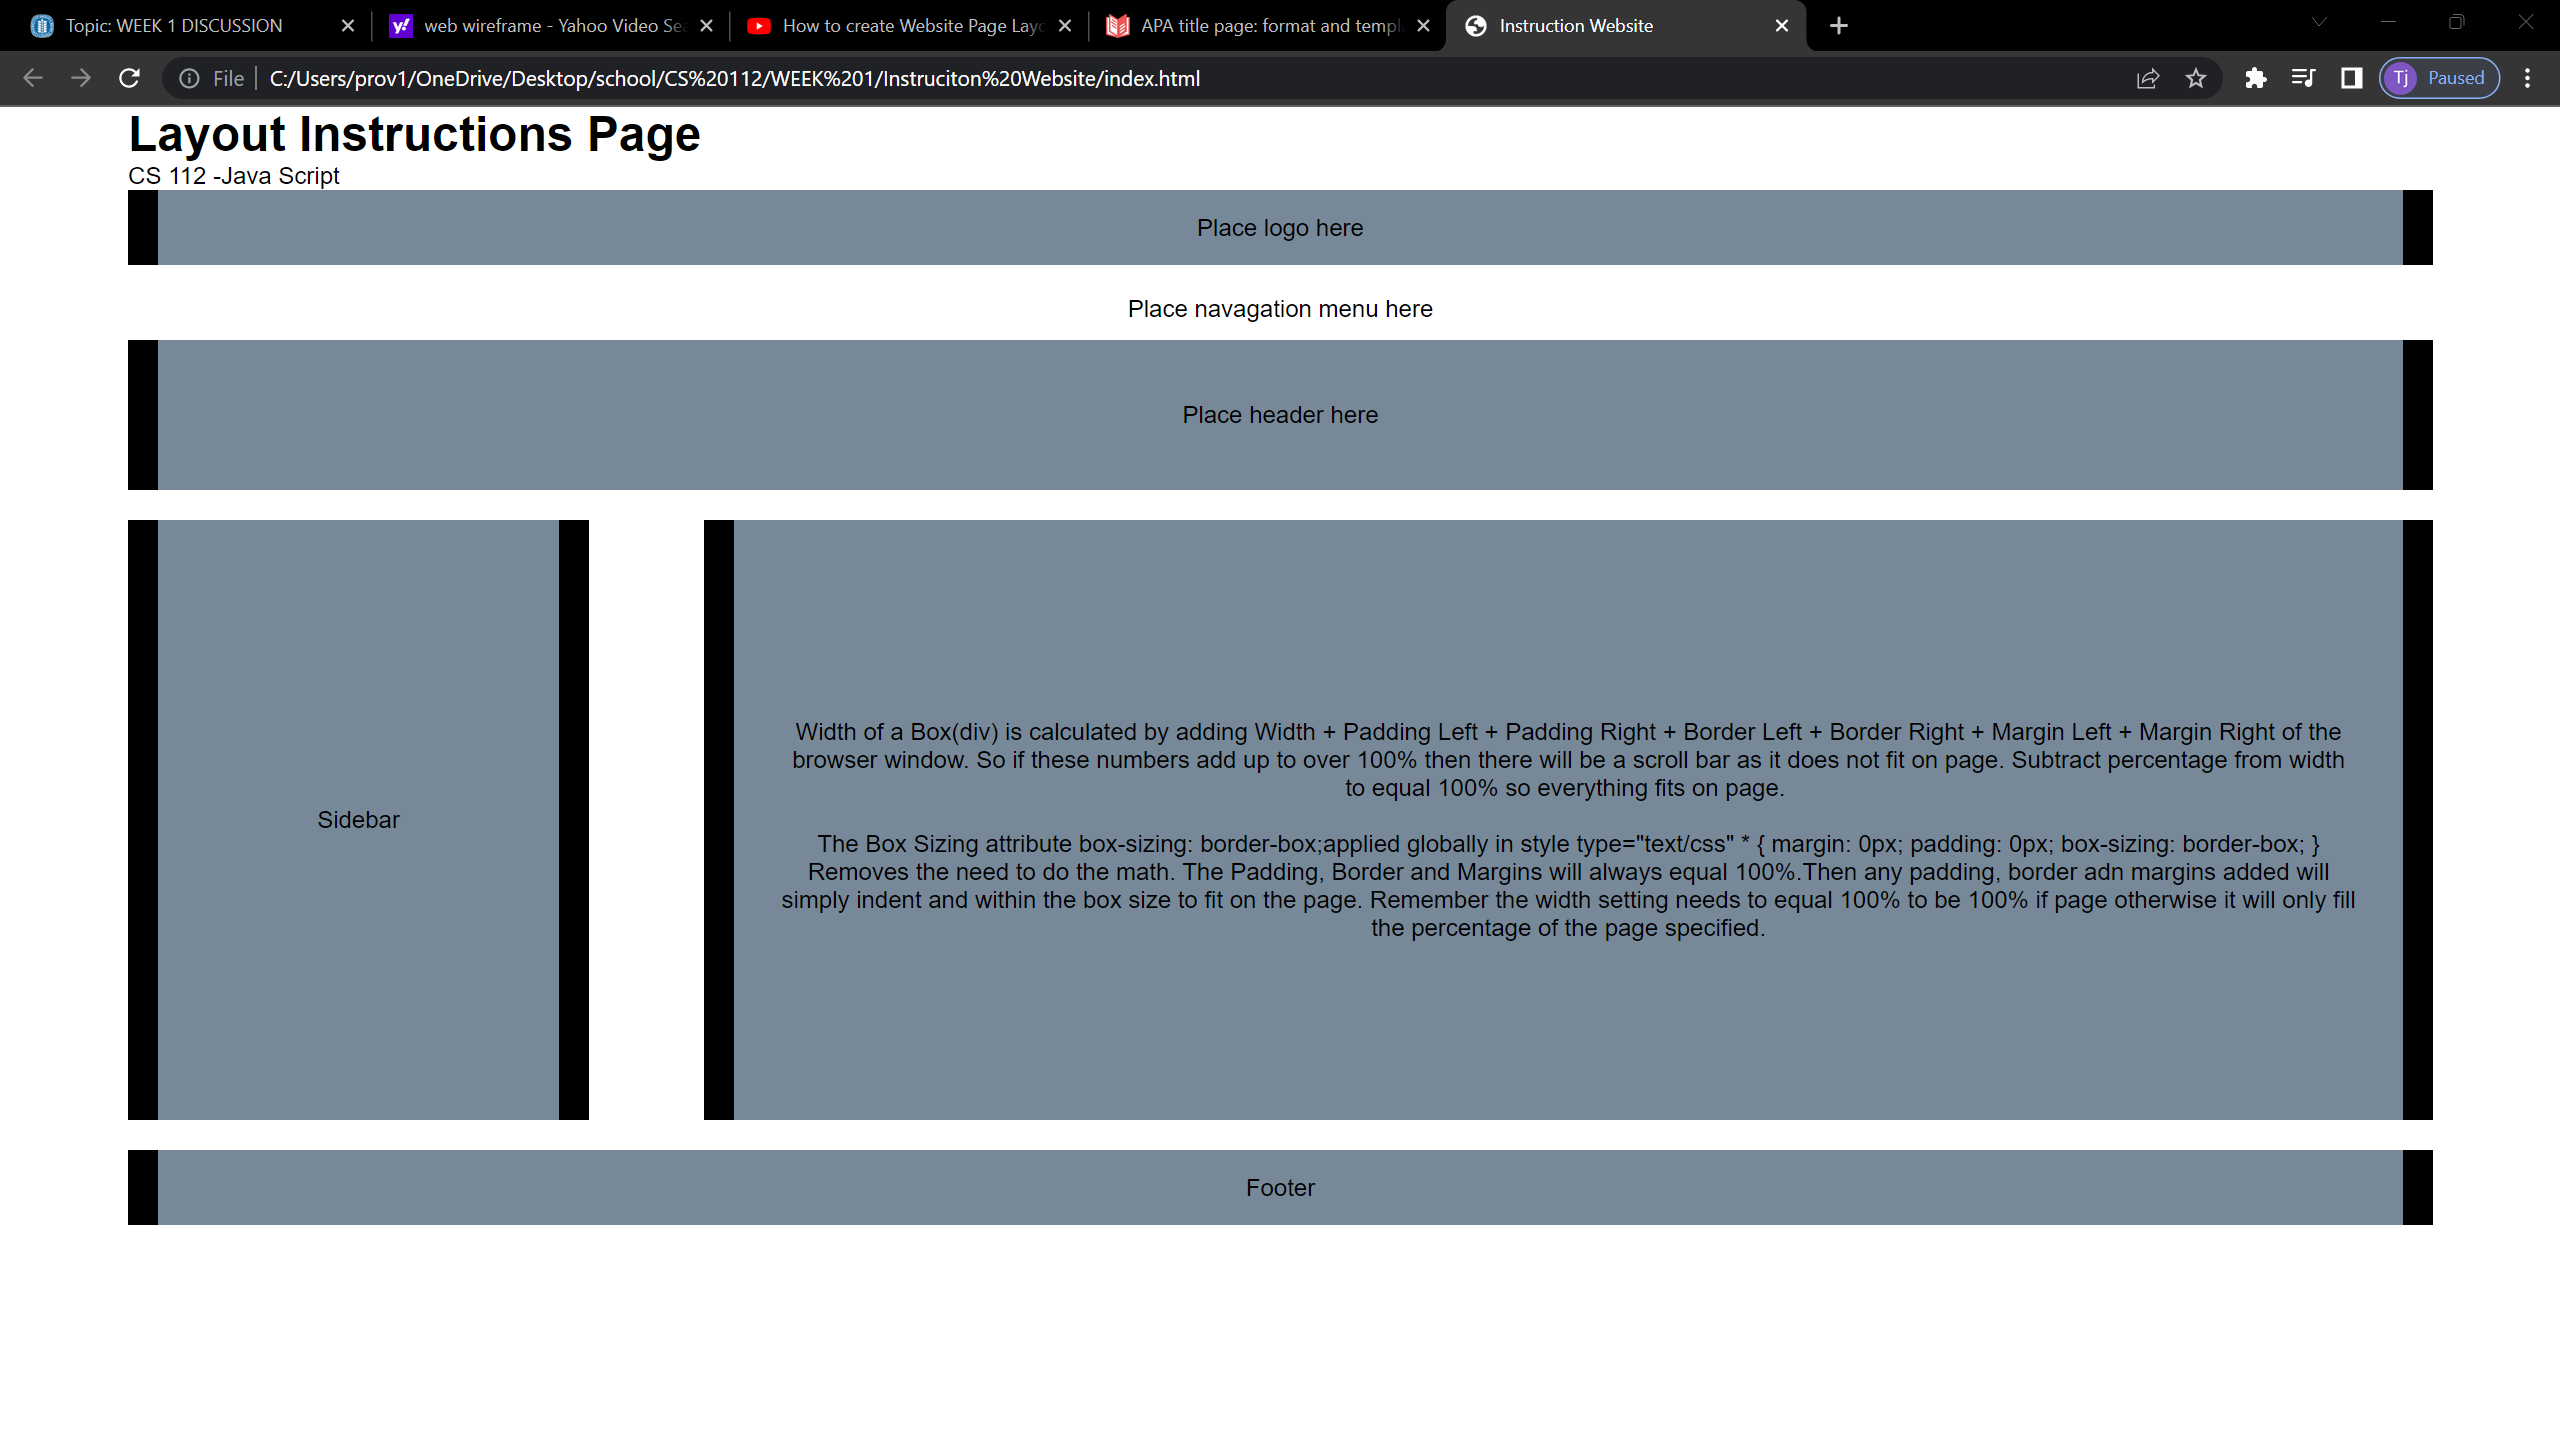 Topic: WEEK 1 DISCUSSION
web wireframe - Yahoo Video Sea
How to create Website Page Layo
APA title page: format and templ
Instruction Website
File
C:/Users/prov1/OneDrive/Desktop/school/CS%20112/WEEK%201/Instruciton%20Website/index.html
Tj Paused
Layout Instructions Page
CS 112 -Java Script
Place logo here
Place navagation menu here
Place header here
Sidebar
Width of a Box(div) is calculated by adding Width + Padding Left + Padding Right + Border Left + Border Right + Margin Left + Margin Right of the
browser window. So if these numbers add up to over 100% then there will be a scroll bar as it does not fit on page. Subtract percentage from width
to equal 100% so everything fits on page.
The Box Sizing attribute box-sizing: border-box;applied globally in style type="text/css" * { margin: 0px; padding: 0px; box-sizing: border-box; }
Removes the need to do the math. The Padding, Border and Margins will always equal 100%.Then any padding, border adn margins added will
simply indent and within the box size to fit on the page. Remember the width setting needs to equal 100% to be 100% if page otherwise it will only fill
the percentage of the page specified.
Footer